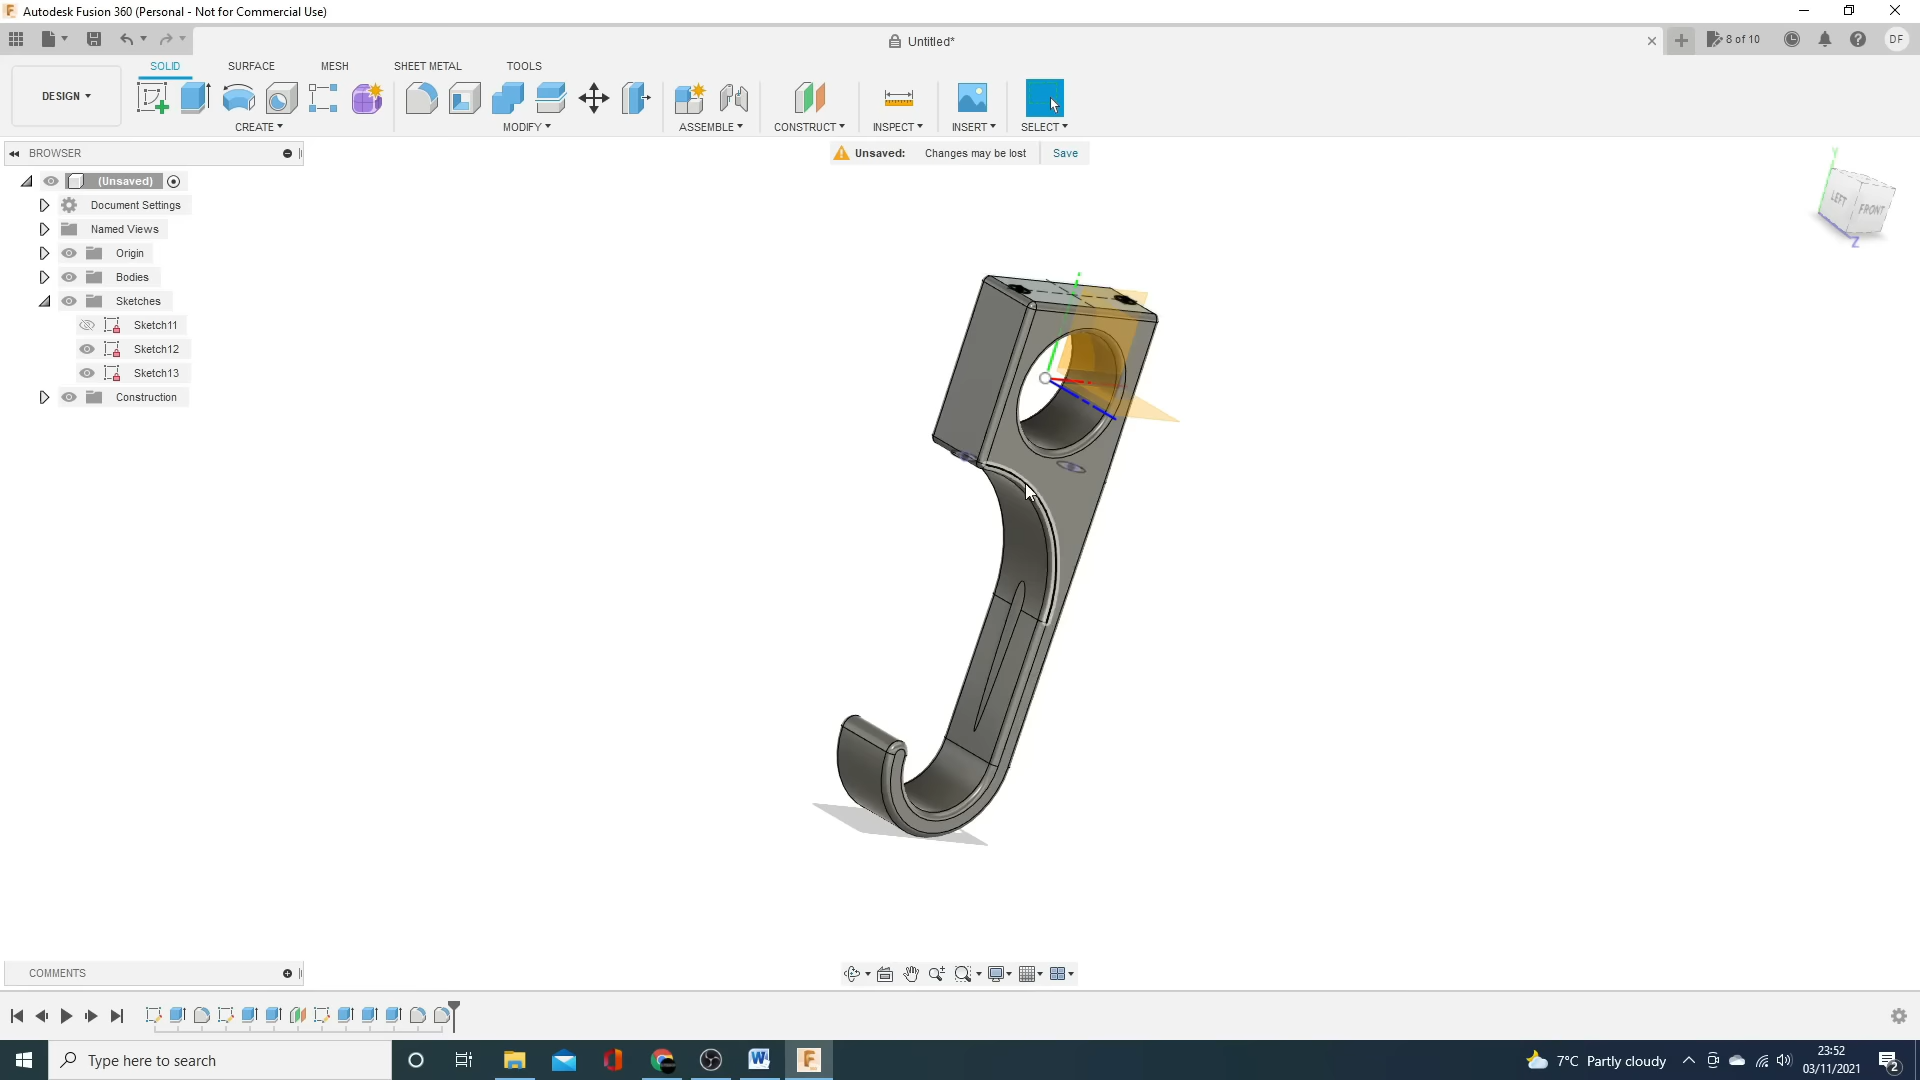 Autodesk Fusion 360 (Personal - Not for Commercial Use)
Untitled*
8 of 10
DF
SOLID SURFACE MESH SHEET METAL TOOLS
DESIGN
CREATE MODIFY ASSEMBLE CONSTRUCT INSPECT INSERT SELECT
BROWSER
Unsaved: Changes may be lost Save
(Unsaved)
Document Settings
Named Views
Origin
Bodies
Sketches
Sketch11
Sketch12
Sketch13
Construction
Y
LEFT FRONT
Z
COMMENTS
Type here to search
7°C Partly cloudy
23:52
03/11/2021
2